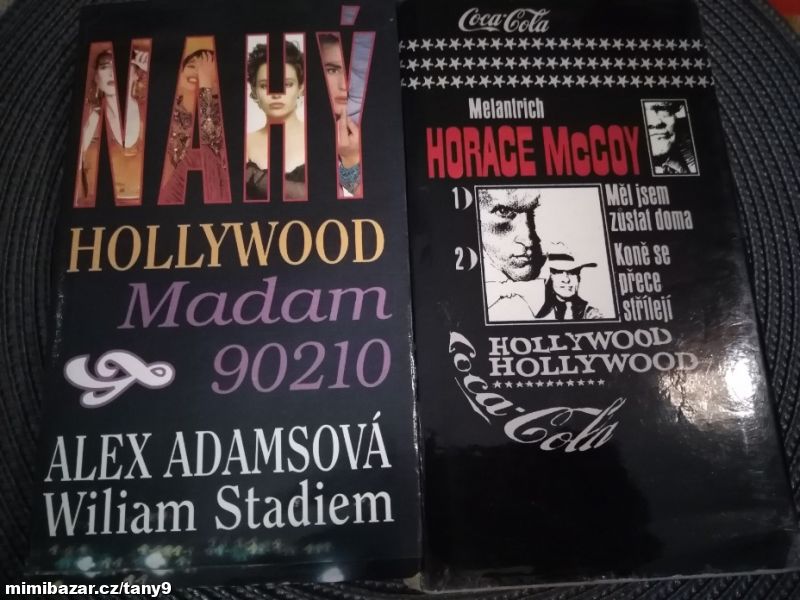 NAHÝ
HOLLYWOOD
Madam
90210
ALEX ADAMSOVÁ
Wiliam Stadiem
Coca-Cola
Melantrich
HORACE McCOY
1) Měl jsem
zůstat doma
2) Koně se
přece
střílejí
HOLLYWOOD
HOLLYWOOD
Coca-Cola
mimibazar.cz/tany9